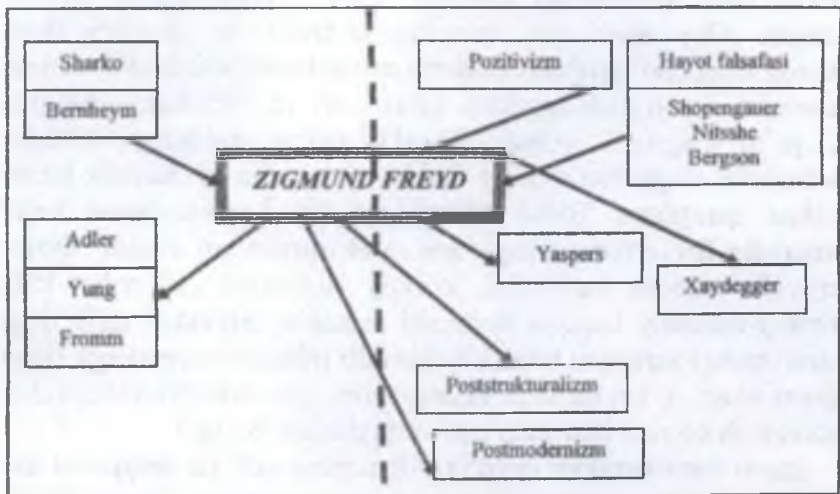 Sharko
Bernheym
Pozitivizm
Hayot falsafasi
Shopengauer
Nitsshe
Bergson
ZIGMUND FREYD
Adler
Yung
Fromm
Yaspers
Xaydegger
Poststrukturalizm
Postmodernizm